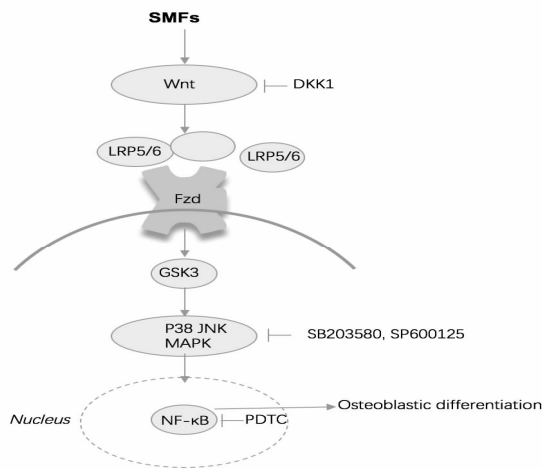 SMFs
Wnt
DKK1
LRP5/6
LRP5/6
Fzd
GSK3
P38 JNK
MAPK
SB203580, SP600125
Nucleus
NF-κB
PDTC
Osteoblastic differentiation